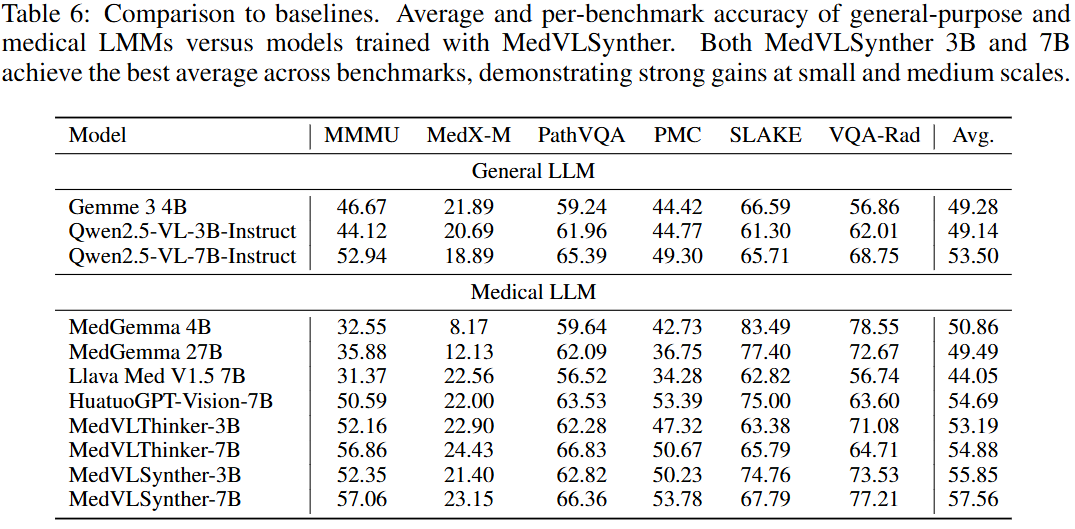 Table 6: Comparison to baselines. Average and per-benchmark accuracy of general-purpose and
medical LMMs versus models trained with MedVLSynther. Both MedVLSynther 3B and 7B
achieve the best average across benchmarks, demonstrating strong gains at small and medium scales.
Model MMMU MedX-M PathVQA PMC SLAKE VQA-Rad Avg.
General LLM
Gemme 3 4B 46.67 21.89 59.24 44.42 66.59 56.86 49.28
Qwen2.5-VL-3B-Instruct 44.12 20.69 61.96 44.77 61.30 62.01 49.14
Qwen2.5-VL-7B-Instruct 52.94 18.89 65.39 49.30 65.71 68.75 53.50
Medical LLM
MedGemma 4B 32.55 8.17 59.64 42.73 83.49 78.55 50.86
MedGemma 27B 35.88 12.13 62.09 36.75 77.40 72.67 49.49
Llava Med V1.5 7B 31.37 22.56 56.52 34.28 62.82 56.74 44.05
HuatuoGPT-Vision-7B 50.59 22.00 63.53 53.39 75.00 63.60 54.69
MedVLThinker-3B 52.16 22.90 62.28 47.32 63.38 71.08 53.19
MedVLThinker-7B 56.86 24.43 66.83 50.67 65.79 64.71 54.88
MedVLSynther-3B 52.35 21.40 62.82 50.23 74.76 73.53 55.85
MedVLSynther-7B 57.06 23.15 66.36 53.78 67.79 77.21 57.56